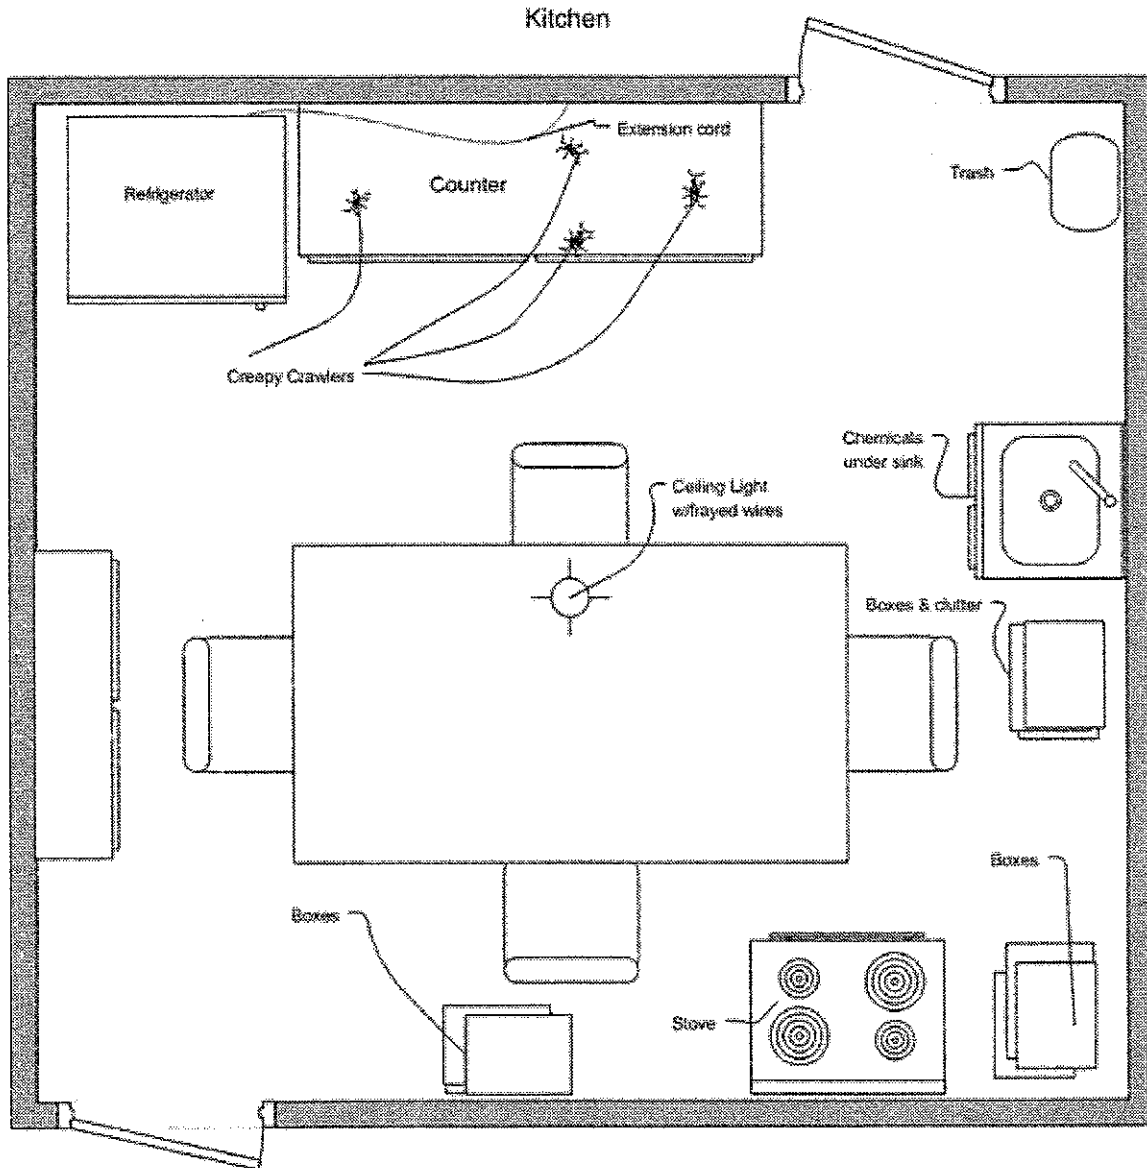 Kitchen
Extension cord
Trash
Refrigerator
Counter
Creepy Crawlers
Chemicals
under sink
Ceiling Light
w/frayed wires
Boxes & clutter
Boxes
Boxes
Stove